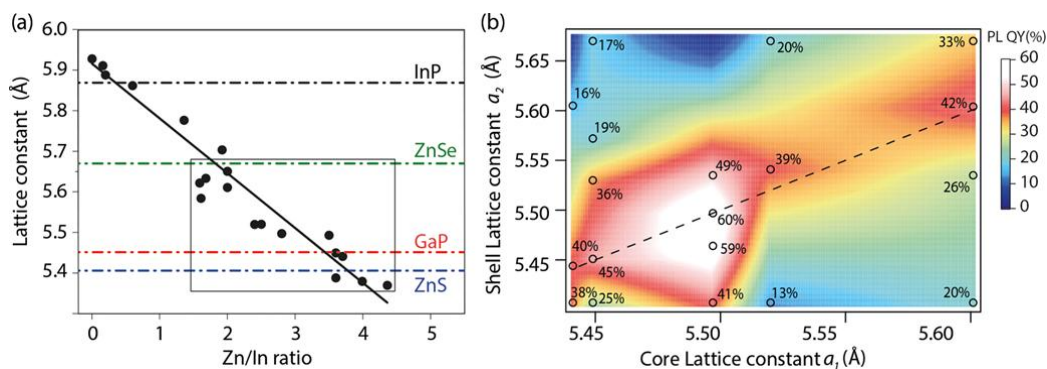 (a)
6.0
5.9
5.8
5.7
5.6
5.5
5.4
Lattice constant (Å)
InP
ZnSe
GaP
ZnS
0 1 2 3 4 5
Zn/In ratio
(b)
5.65
5.60
5.55
5.50
5.45
Shell Lattice constant a2 (Å)
17% 20% 33%
16% 42%
19%
49% 39%
36% 26%
60%
40% 59%
45%
38% 25% 41% 13% 20%
5.45 5.50 5.55 5.60
Core Lattice constant a1 (Å)
PL QY(%)
60
50
40
30
20
10
0